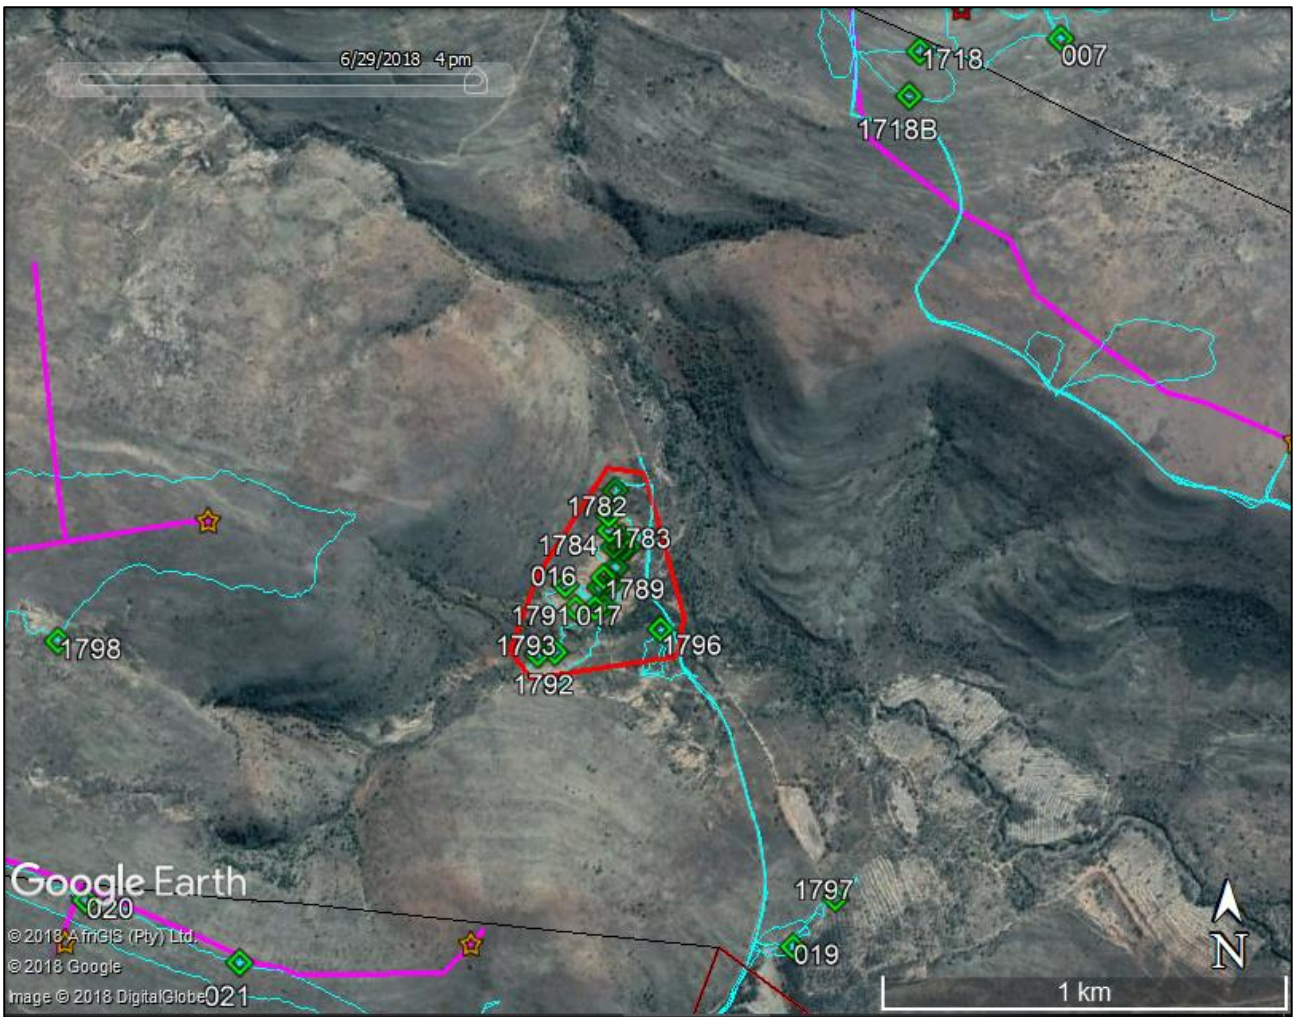 6/29/2018 4 pm
1718
007
1718B
1782
1783
1784
016
1789
1791 017
1793
1796
1792
1798
1797
Google Earth
020
© 2018 AfriGIS (Pty) Ltd.
019
N
© 2018 Google
Image © 2018 DigitalGlobe
021
1 km